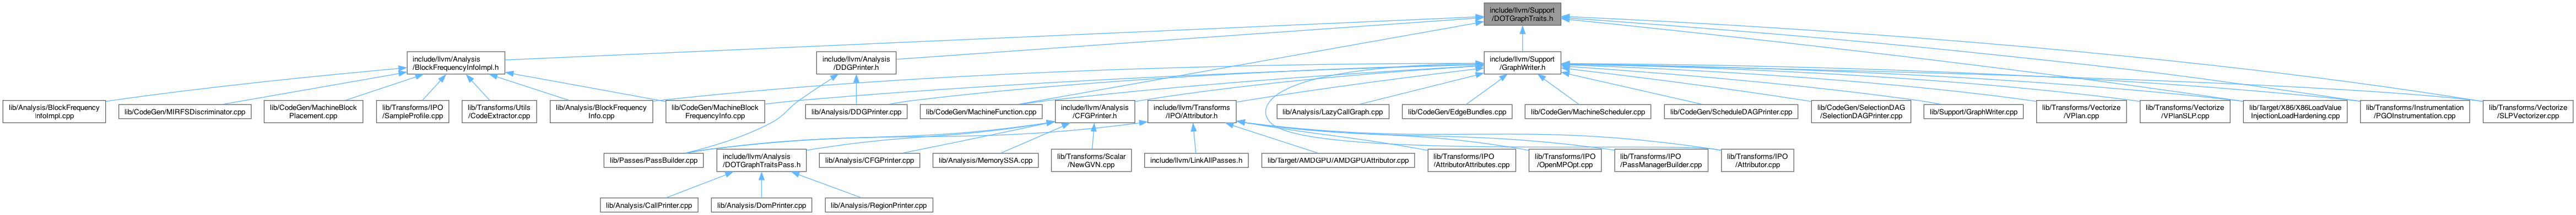 include/llvm/Support
/DOTGraphTraits.h
include/llvm/Analysis
/BlockFrequencyInfoImpl.h
include/llvm/Analysis
/DDGPrinter.h
include/llvm/Support
/GraphWriter.h
lib/Analysis/BlockFrequency
InfoImpl.cpp
lib/CodeGen/MIRFSDiscriminator.cpp
lib/CodeGen/MachineBlock
Placement.cpp
lib/Transforms/IPO
/SampleProfile.cpp
lib/Transforms/Utils
/CodeExtractor.cpp
lib/Analysis/BlockFrequency
Info.cpp
lib/CodeGen/MachineBlock
FrequencyInfo.cpp
lib/Analysis/DDGPrinter.cpp
lib/CodeGen/MachineFunction.cpp
include/llvm/Analysis
/CFGPrinter.h
include/llvm/Transforms
/IPO/Attributor.h
lib/Analysis/LazyCallGraph.cpp
lib/CodeGen/EdgeBundles.cpp
lib/CodeGen/MachineScheduler.cpp
lib/CodeGen/ScheduleDAGPrinter.cpp
lib/CodeGen/SelectionDAG
/SelectionDAGPrinter.cpp
lib/Support/GraphWriter.cpp
lib/Transforms/Vectorize
/VPlan.cpp
lib/Transforms/Vectorize
/VPlanSLP.cpp
lib/Target/X86/X86LoadValue
InjectionLoadHardening.cpp
lib/Transforms/Instrumentation
/PGOInstrumentation.cpp
lib/Transforms/Vectorize
/SLPVectorizer.cpp
lib/Passes/PassBuilder.cpp
include/llvm/Analysis
/DOTGraphTraitsPass.h
lib/Analysis/CFGPrinter.cpp
lib/Analysis/MemorySSA.cpp
lib/Transforms/Scalar
/NewGVN.cpp
include/llvm/LinkAllPasses.h
lib/Target/AMDGPU/AMDGPUAttributor.cpp
lib/Transforms/IPO
/AttributorAttributes.cpp
lib/Transforms/IPO
/OpenMPOpt.cpp
lib/Transforms/IPO
/PassManagerBuilder.cpp
lib/Transforms/IPO
/Attributor.cpp
lib/Analysis/CallPrinter.cpp
lib/Analysis/DomPrinter.cpp
lib/Analysis/RegionPrinter.cpp